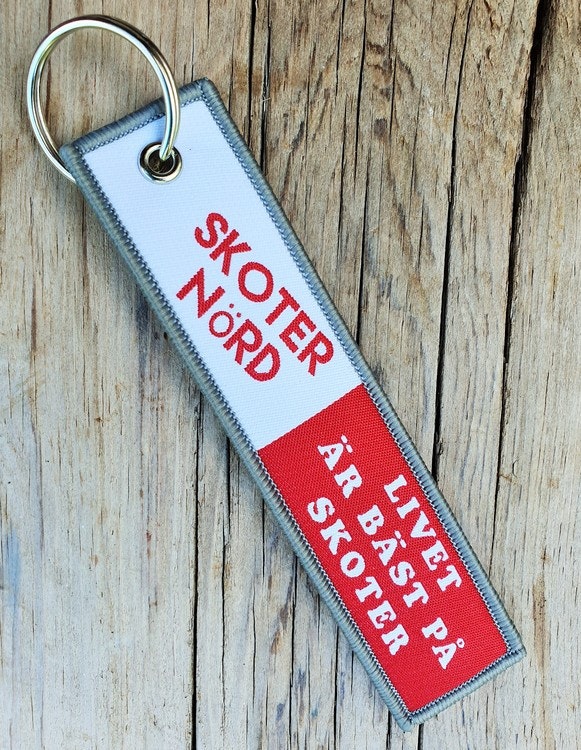 SKOTER
NÖRD
LIVET
ÄR BÄST PÅ
SKOTER